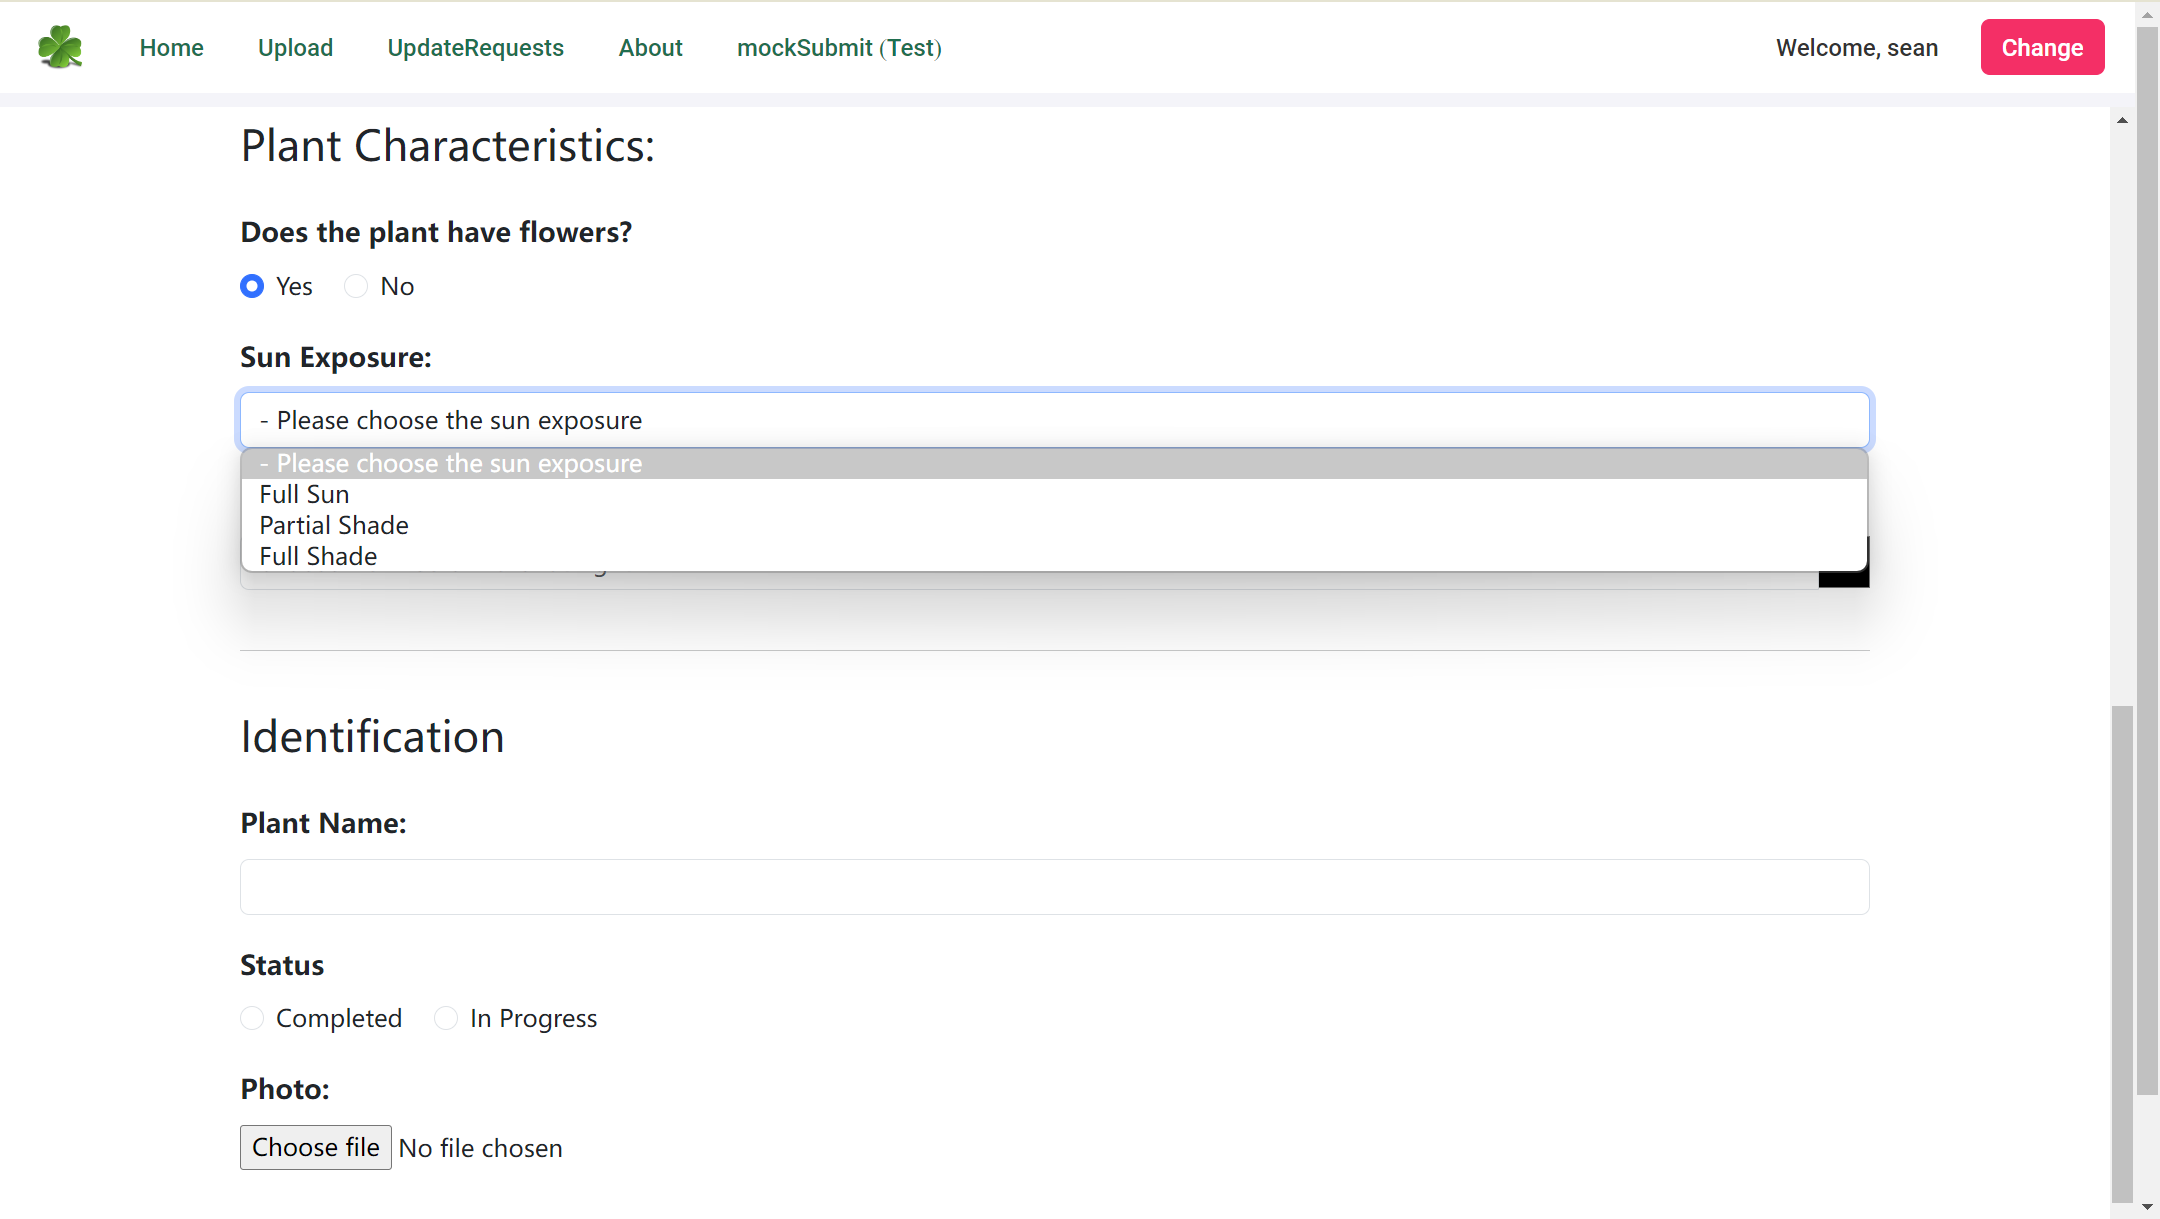 Home Upload UpdateRequests About mockSubmit (Test) Welcome, sean Change
Plant Characteristics:
Does the plant have flowers?
Yes No
Sun Exposure:
- Please choose the sun exposure
- Please choose the sun exposure
Full Sun
Partial Shade
Full Shade
Identification
Plant Name:
Status
Completed In Progress
Photo:
Choose file No file chosen